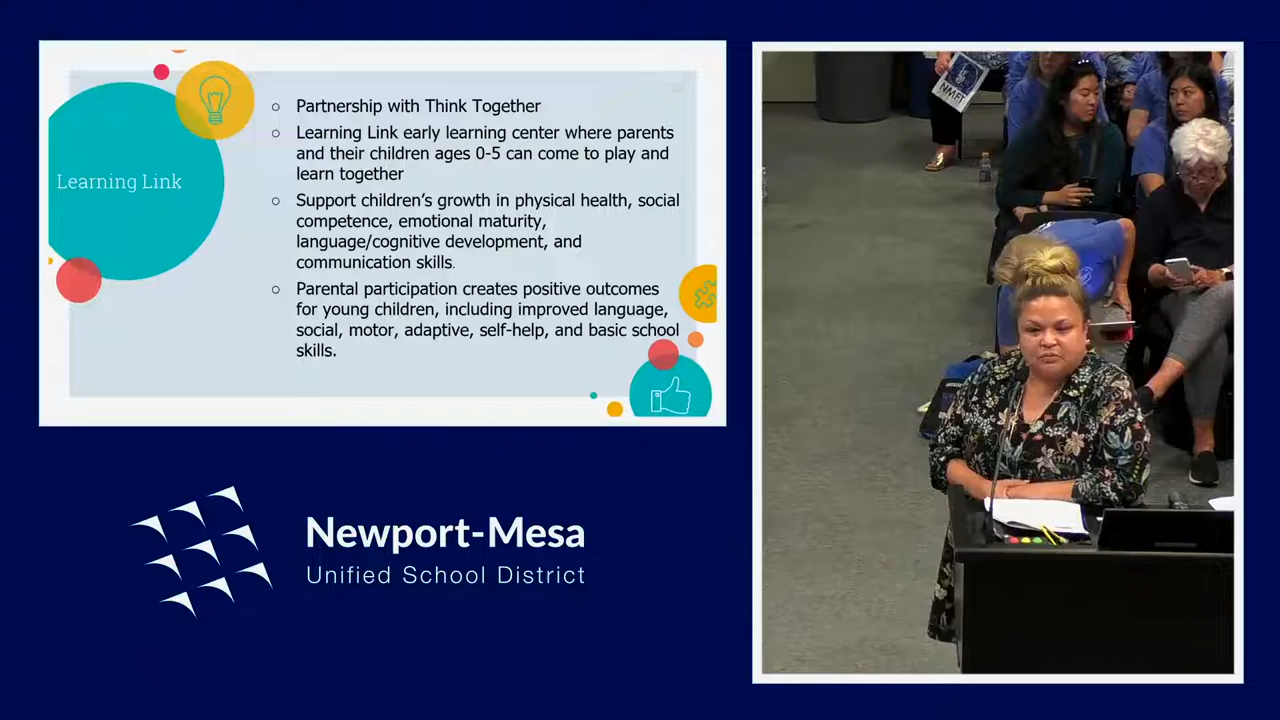 Learning Link
○ Partnership with Think Together
○ Learning Link early learning center where parents
and their children ages 0-5 can come to play and
learn together
○ Support children’s growth in physical health, social
competence, emotional maturity,
language/cognitive development, and
communication skills.
○ Parental participation creates positive outcomes
for young children, including improved language,
social, motor, adaptive, self-help, and basic school
skills.
Newport-Mesa
Unified School District
NMFT